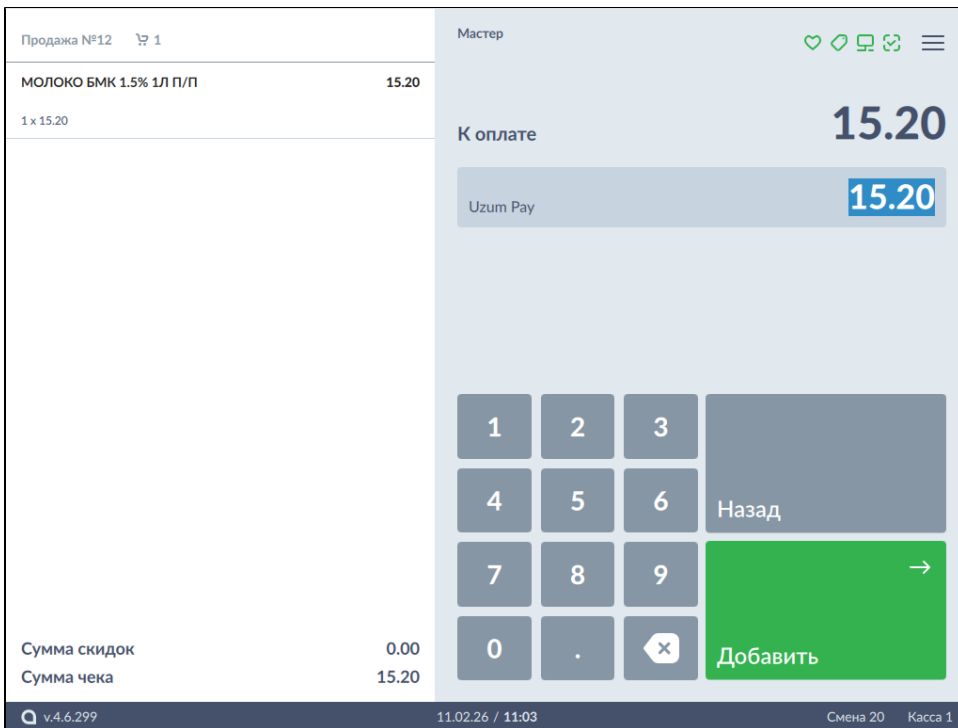 Продажа №12 1
МОЛОКО БМК 1.5% 1Л П/П 15.20
1 x 15.20
Сумма скидок 0.00
Сумма чека 15.20
Мастер
К оплате 15.20
Uzum Pay 15.20
1 2 3
4 5 6
Назад
7 8 9
0 .
Добавить
v.4.6.299 11.02.26 / 11:03 Смена 20 Касса 1